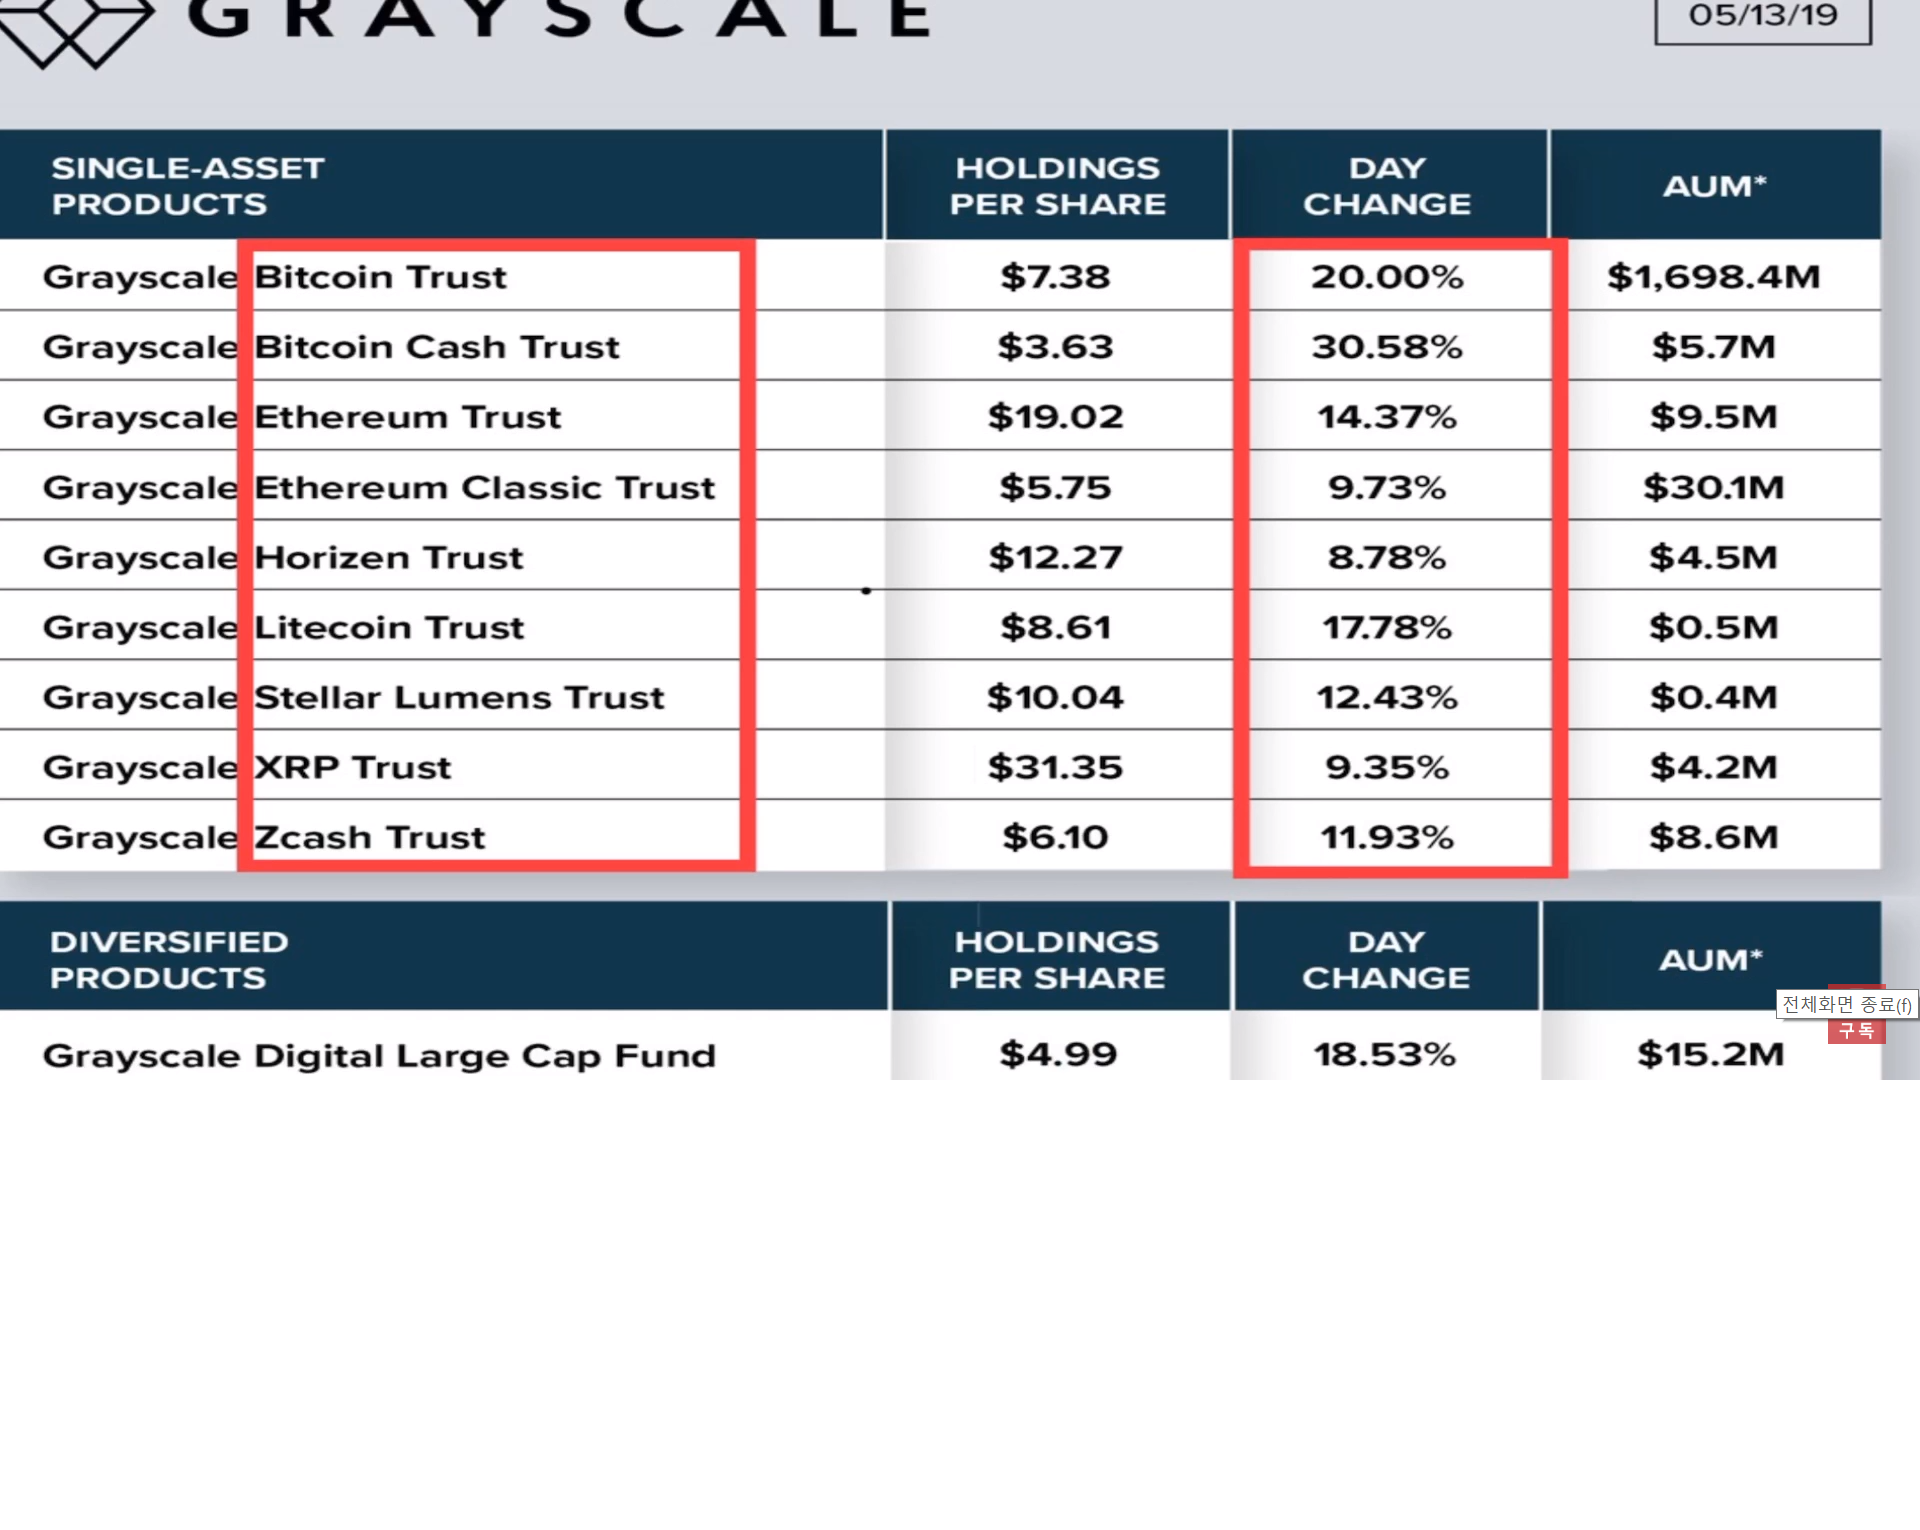 GRAYSCALE
05/13/19
SINGLE-ASSET PRODUCTS HOLDINGS PER SHARE DAY CHANGE AUM*
Grayscale Bitcoin Trust $7.38 20.00% $1,698.4M
Grayscale Bitcoin Cash Trust $3.63 30.58% $5.7M
Grayscale Ethereum Trust $19.02 14.37% $9.5M
Grayscale Ethereum Classic Trust $5.75 9.73% $30.1M
Grayscale Horizen Trust $12.27 8.78% $4.5M
Grayscale Litecoin Trust $8.61 17.78% $0.5M
Grayscale Stellar Lumens Trust $10.04 12.43% $0.4M
Grayscale XRP Trust $31.35 9.35% $4.2M
Grayscale Zcash Trust $6.10 11.93% $8.6M
DIVERSIFIED PRODUCTS HOLDINGS PER SHARE DAY CHANGE AUM*
전체화면 종료(f)
구독
Grayscale Digital Large Cap Fund $4.99 18.53% $15.2M